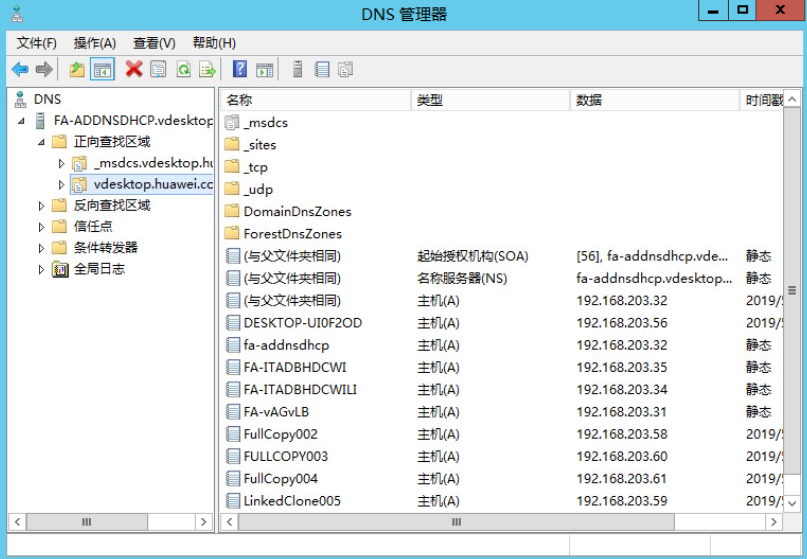 DNS 管理器
文件(F) 操作(A) 查看(V) 帮助(H)
DNS
FA-ADDNSDHCP.vdesktop
正向查找区域
_msdcs.vdesktop.hu
vdesktop.huawei.cc
反向查找区域
信任点
条件转发器
全局日志
名称 类型 数据 时间戳
_msdcs
_sites
_tcp
_udp
DomainDnsZones
ForestDnsZones
(与父文件夹相同) 起始授权机构(SOA) [56], fa-addnsdhcp.vde... 静态
(与父文件夹相同) 名称服务器(NS) fa-addnsdhcp.vdesktop... 静态
(与父文件夹相同) 主机(A) 192.168.203.32 2019/5
DESKTOP-UI0F2OD 主机(A) 192.168.203.56 2019/5
fa-addnsdhcp 主机(A) 192.168.203.32 静态
FA-ITADBHDCWI 主机(A) 192.168.203.35 静态
FA-ITADBHDCWILI 主机(A) 192.168.203.34 静态
FA-vAGvLB 主机(A) 192.168.203.31 静态
FullCopy002 主机(A) 192.168.203.58 2019/5
FULLCOPY003 主机(A) 192.168.203.60 2019/5
FullCopy004 主机(A) 192.168.203.61 2019/5
LinkedClone005 主机(A) 192.168.203.59 2019/5